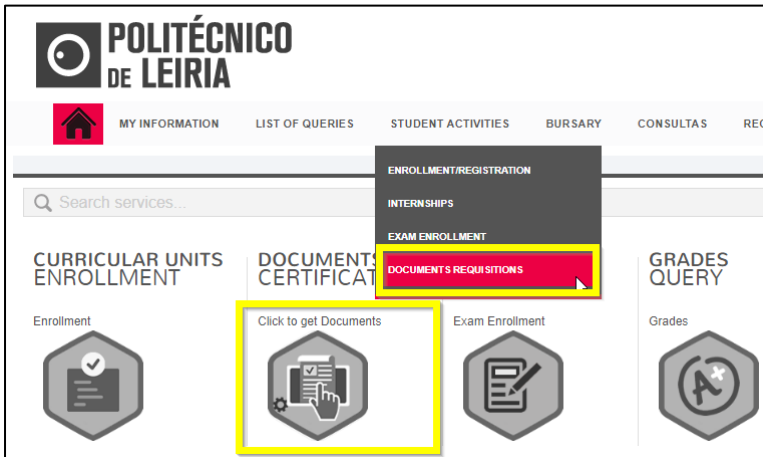 POLITÉCNICO
DE LEIRIA
MY INFORMATION LIST OF QUERIES STUDENT ACTIVITIES BURSARY CONSULTAS
ENROLLMENT/REGISTRATION
Search services...
INTERNSHIPS
EXAM ENROLLMENT
DOCUMENTS REQUISITIONS
CURRICULAR UNITS
ENROLLMENT
DOCUMENTS
GRADES
QUERY
Enrollment
Click to get Documents
Exam Enrollment
Grades
A+